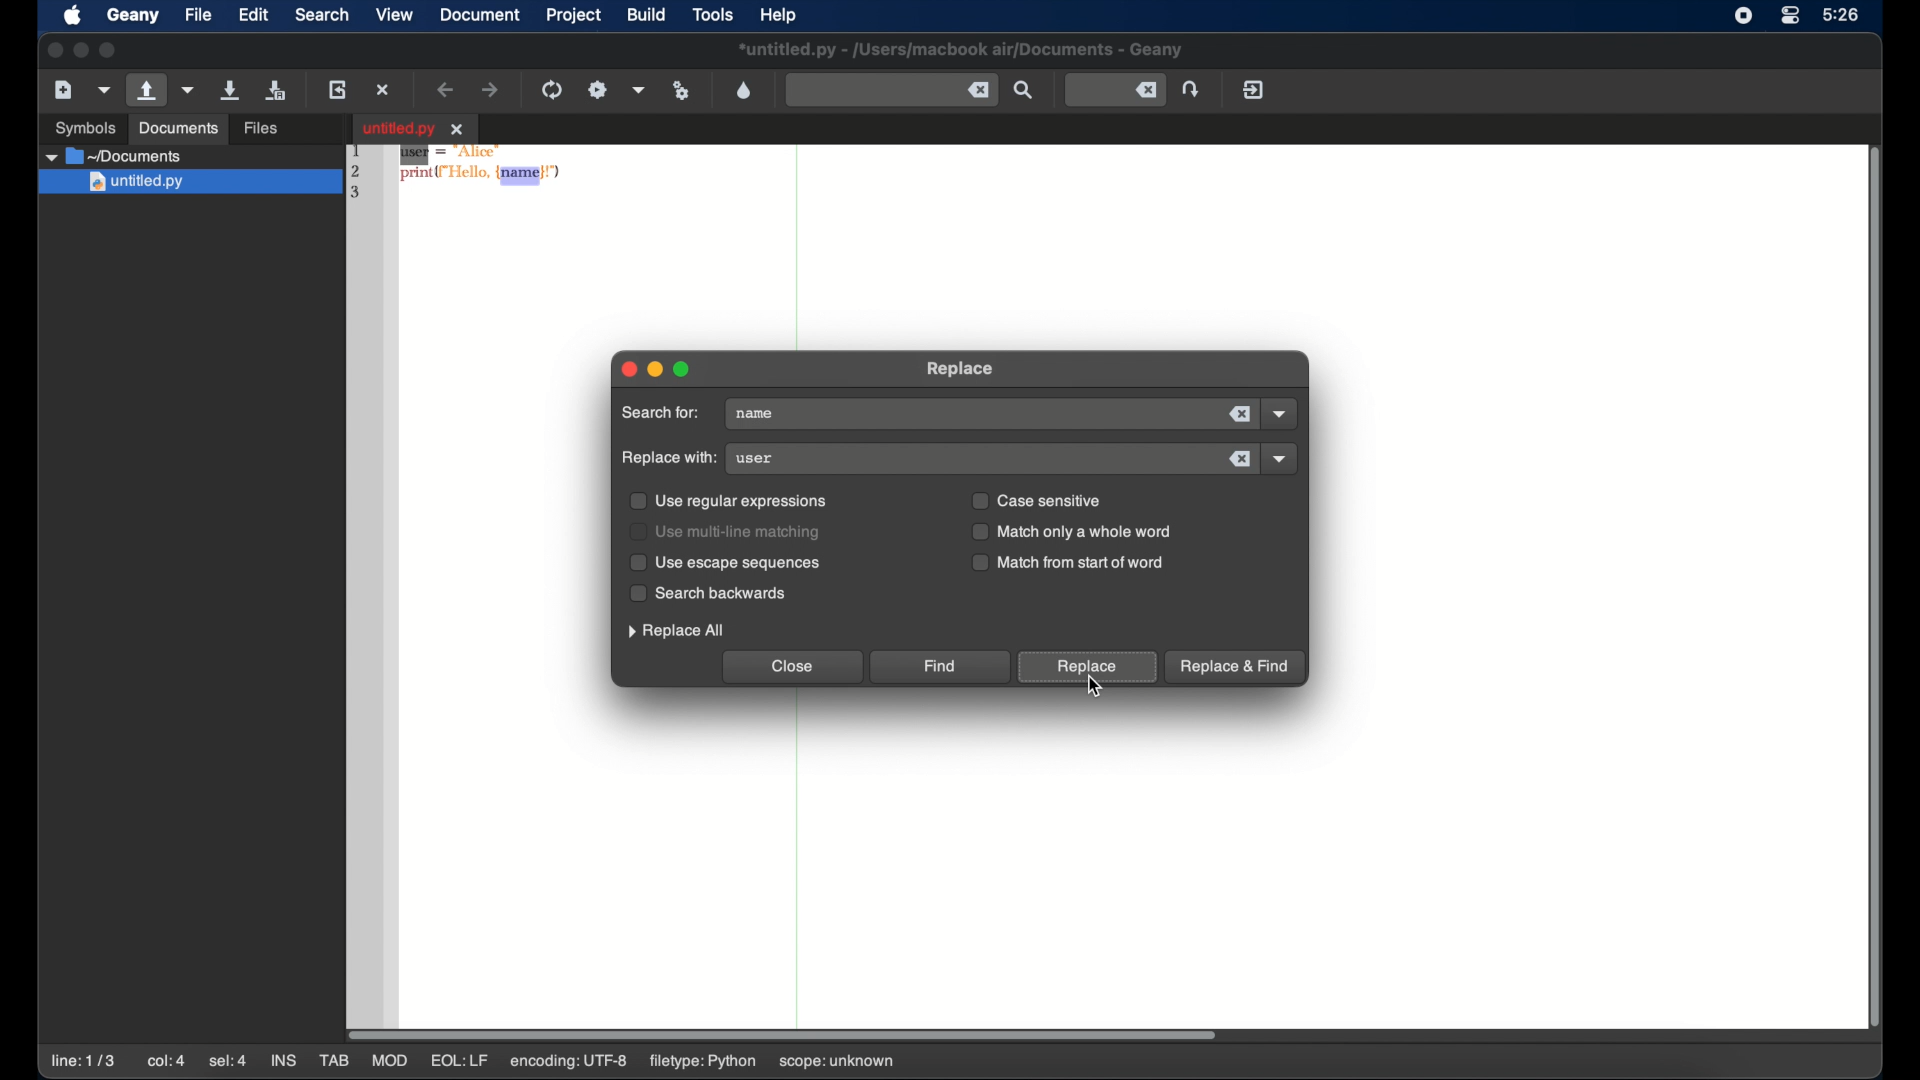 Geany File Edit Search View Document Project Build Tools Help 5:26
*untitled.py - /Users/macbook air/Documents - Geany
Symbols Documents Files untitled.py
~/Documents
untitled.py
1 user = "Alice"
2 print(f"Hello, {name}!")
3
Replace
Search for: name
Replace with: user
Use regular expressions Case sensitive
Use multi-line matching Match only a whole word
Use escape sequences Match from start of word
Search backwards
Replace All
Close Find Replace Replace & Find
line: 1 / 3 col: 4 sel: 4 INS TAB MOD EOL: LF encoding: UTF-8 filetype: Python scope: unknown